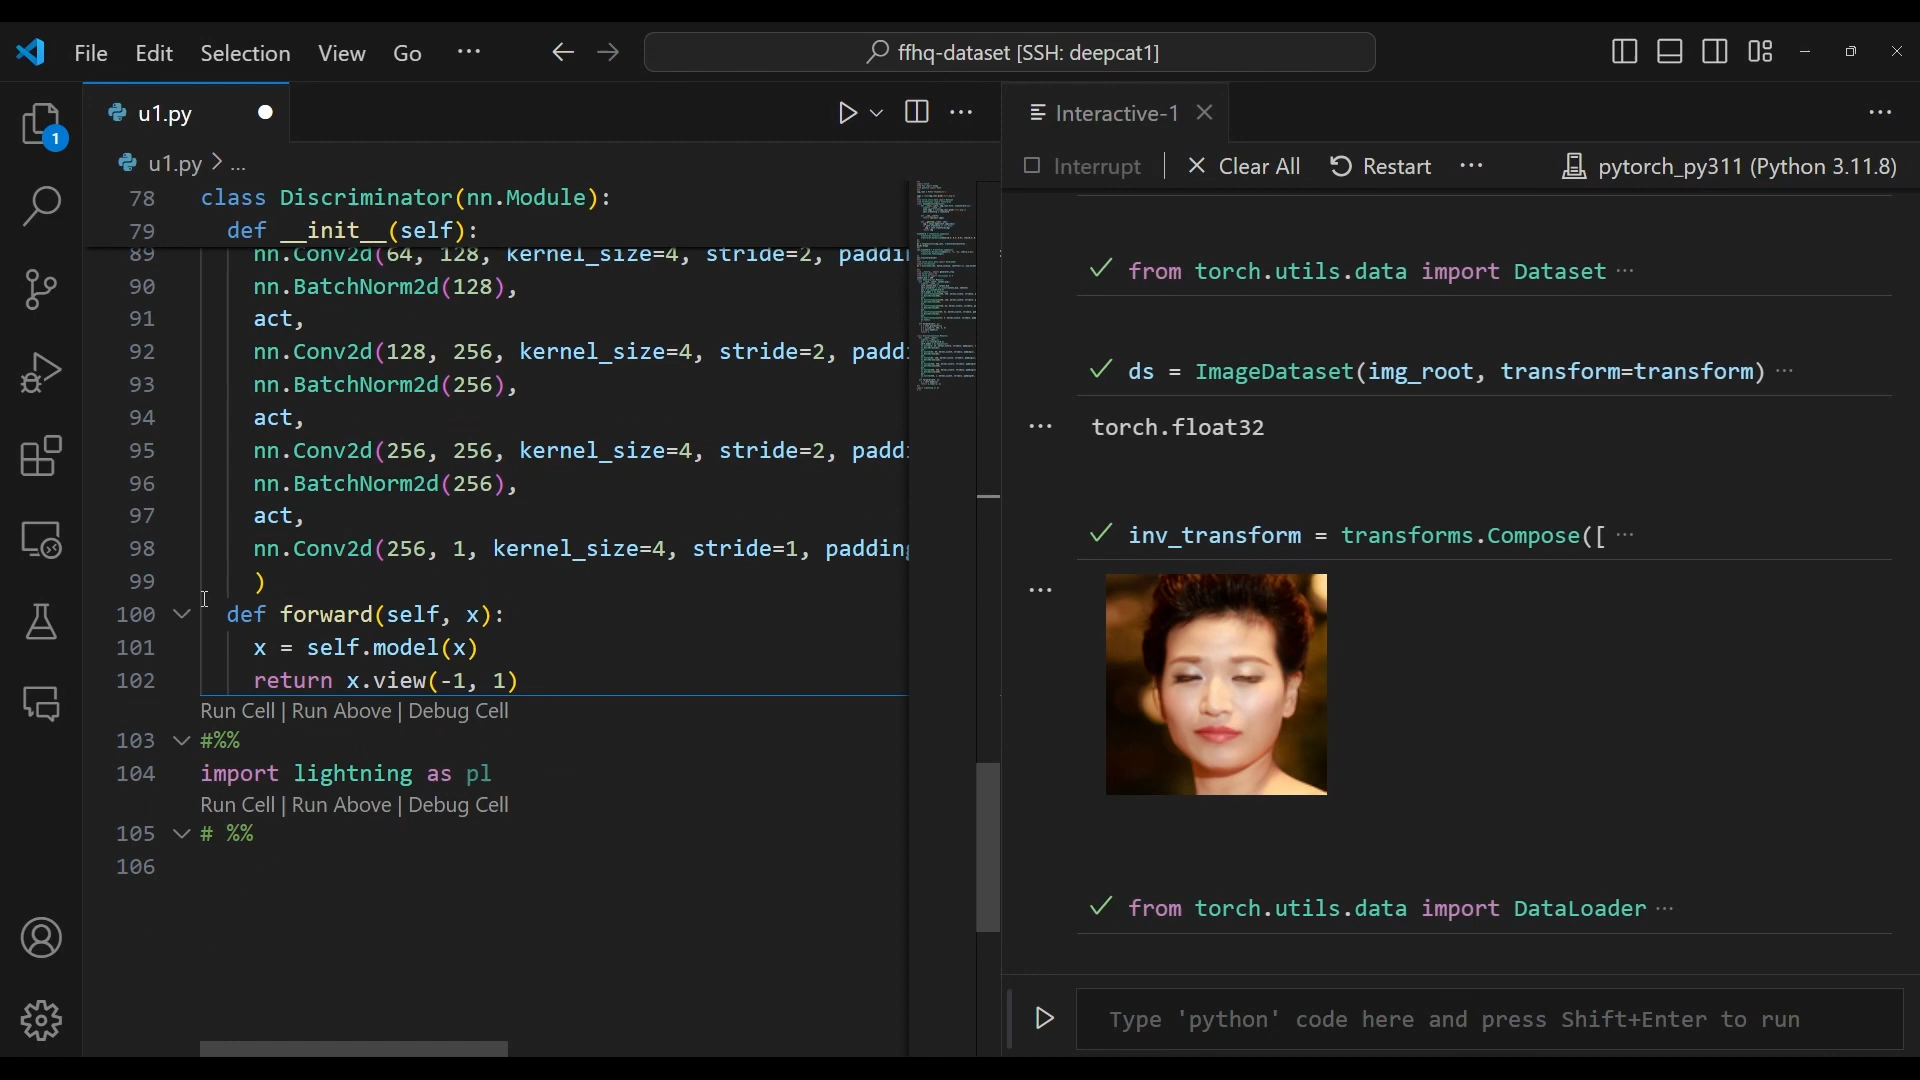 File Edit Selection View Go ···
ffhq-dataset [SSH: deepcat1]
1
u1.py
u1.py > ...
78 class Discriminator(nn.Module):
79 def __init__(self):
89 nn.Conv2d(64, 128, kernel_size=4, stride=2, paddi
90 nn.BatchNorm2d(128),
91 act,
92 nn.Conv2d(128, 256, kernel_size=4, stride=2, padd
93 nn.BatchNorm2d(256),
94 act,
95 nn.Conv2d(256, 256, kernel_size=4, stride=2, padd
96 nn.BatchNorm2d(256),
97 act,
98 nn.Conv2d(256, 1, kernel_size=4, stride=1, padding
99 )
100 def forward(self, x):
101 x = self.model(x)
102 return x.view(-1, 1)
Run Cell | Run Above | Debug Cell
103 #%%
104 import lightning as pl
Run Cell | Run Above | Debug Cell
105 # %%
106
Interactive-1
Interrupt | Clear All Restart ··· pytorch_py311 (Python 3.11.8)
from torch.utils.data import Dataset ···
ds = ImageDataset(img_root, transform=transform) ···
torch.float32
inv_transform = transforms.Compose([ ···
from torch.utils.data import DataLoader ···
Type 'python' code here and press Shift+Enter to run